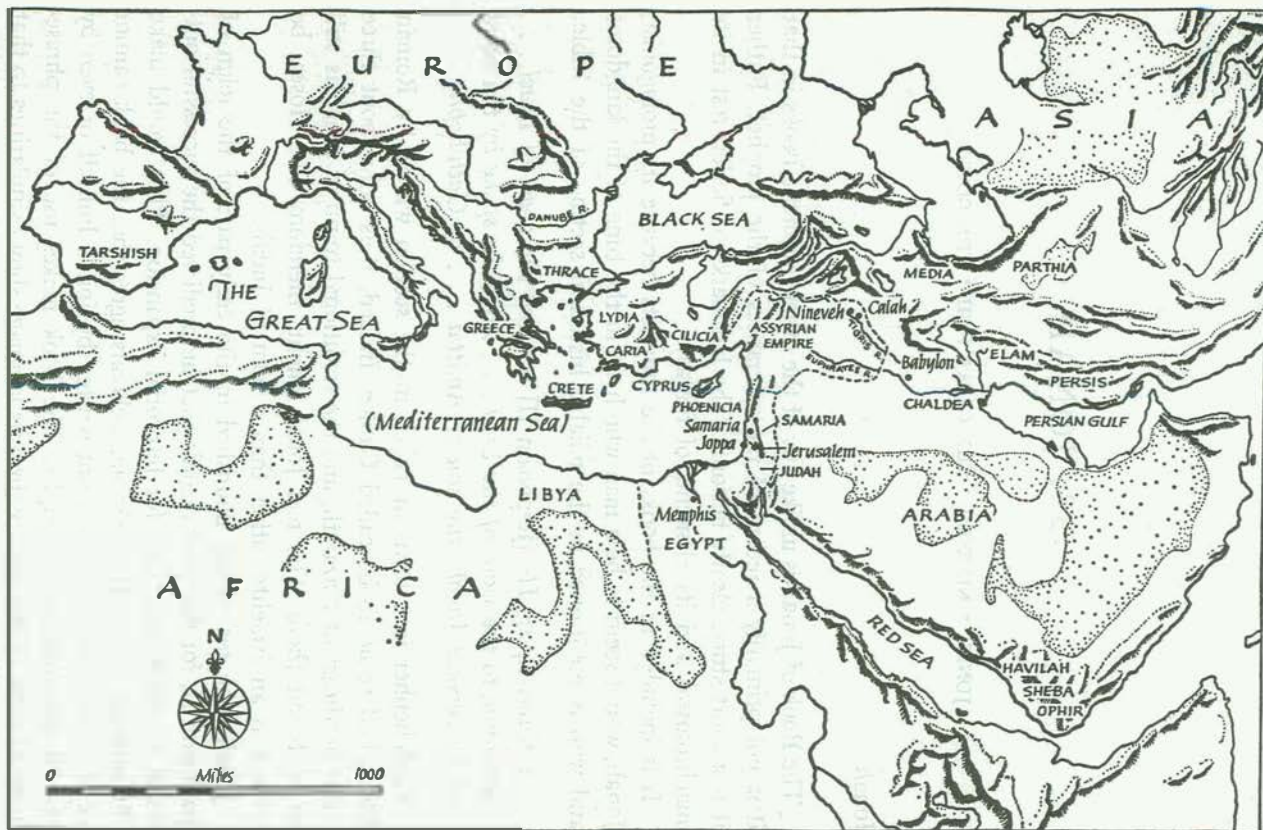 EUROPE
ASIA
DANUBE R.
BLACK SEA
TARSHISH
THRACE
MEDIA
PARTHIA
THE
GREAT SEA
(Mediterranean Sea)
GREECE
LYDIA
CARIA
CILICIA
CRETE
CYPRUS
Nineveh
Calah
ASSYRIAN
EMPIRE
TIGRIS R.
EUPHRATES R.
Babylon
ELAM
PERSIS
CHALDEA
PERSIAN GULF
PHOENICIA
Samaria
SAMARIA
Joppa
Jerusalem
JUDAH
LIBYA
Memphis
EGYPT
ARABIA
AFRICA
RED SEA
HAVILAH
SHEBA
OPHIR
N
0 Miles 1000